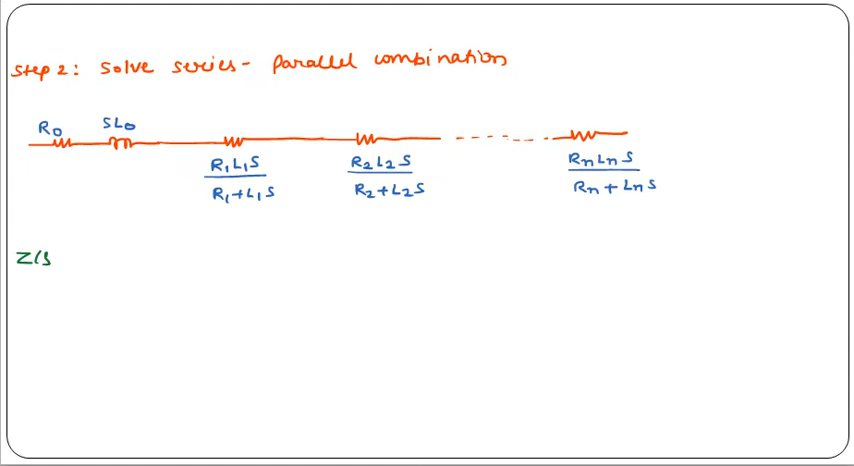 Step 2: Solve series - parallel combination
R0 SL0
R1L1S R2L2S RnLnS
R1+L1S R2+L2S Rn+LnS
Z(S